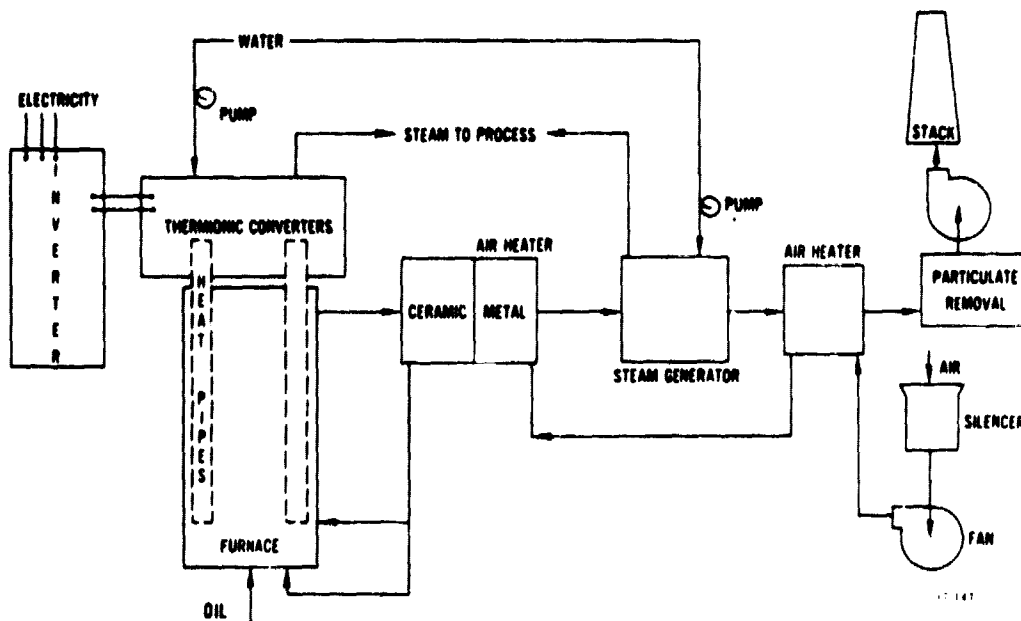 WATER
ELECTRICITY
PUMP
STEAM TO PROCESS
STACK
INVERTER
THERMIONIC CONVERTERS
PUMP
AIR HEATER
AIR HEATER
HEAT PIPES
CERAMIC
METAL
PARTICULATE
REMOVAL
STEAM GENERATOR
AIR
SILENCER
FURNACE
FAN
OIL